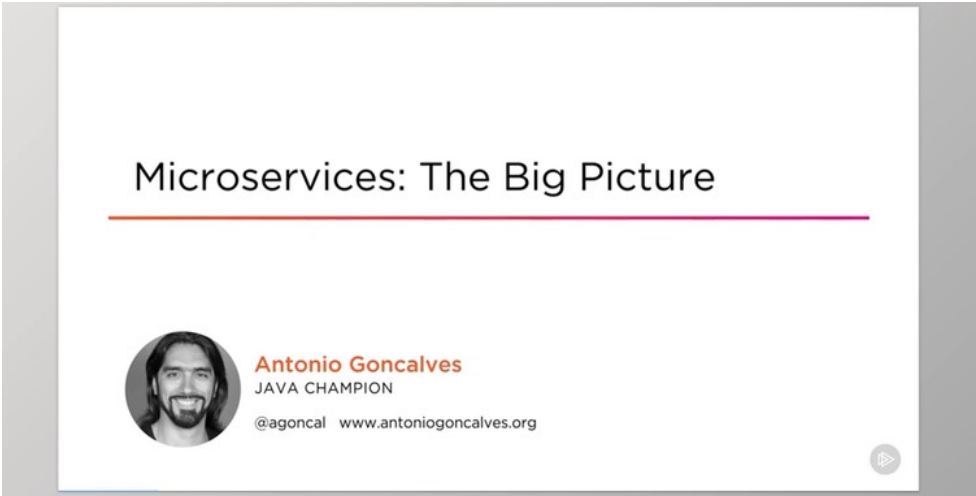 Microservices: The Big Picture
Antonio Goncalves
JAVA CHAMPION
@agoncal www.antoniogoncalves.org